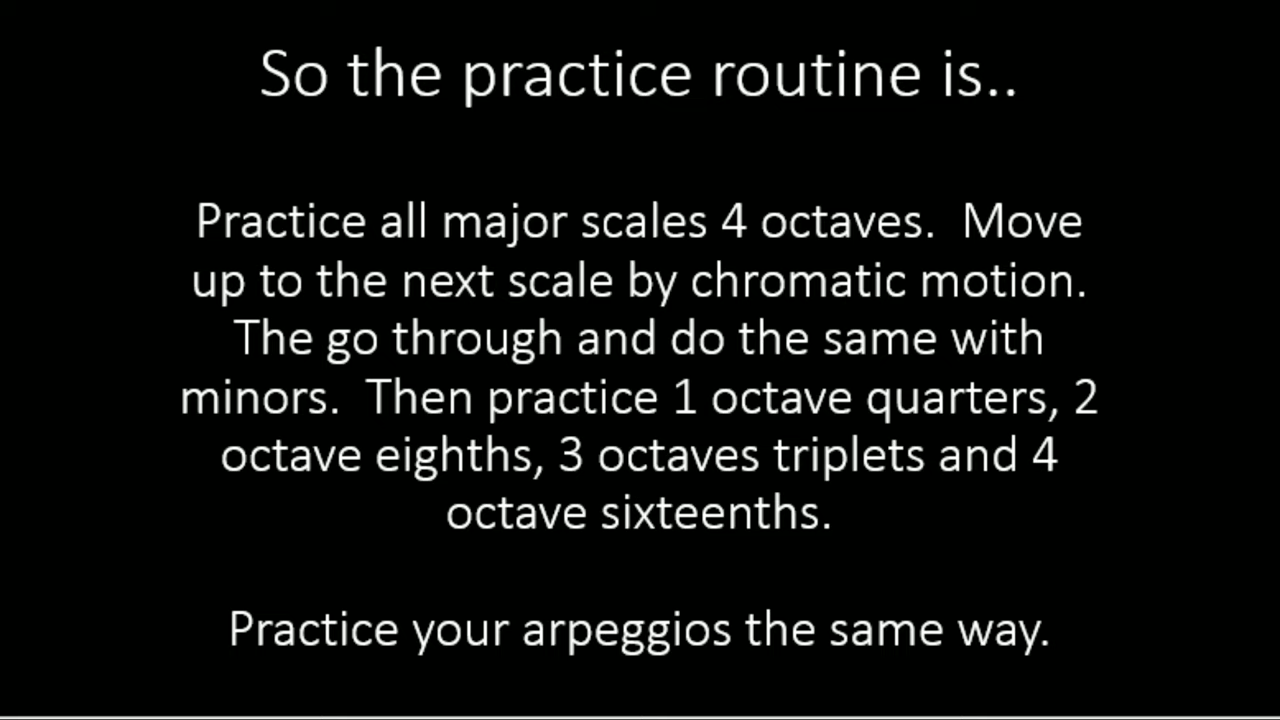 So the practice routine is..
Practice all major scales 4 octaves.  Move
up to the next scale by chromatic motion.
The go through and do the same with
minors.  Then practice 1 octave quarters, 2
octave eighths, 3 octaves triplets and 4
octave sixteenths.
Practice your arpeggios the same way.